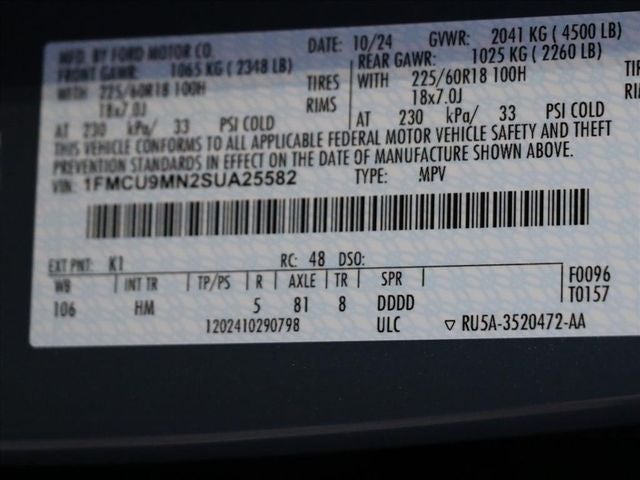 MFD. BY FORD MOTOR CO. DATE: 10/24 GVWR: 2041 KG ( 4500 LB)
FRONT GAWR: 1065 KG ( 2348 LB) REAR GAWR: 1025 KG ( 2260 LB)
WITH 225/60R18 100H TIRES WITH 225/60R18 100H TIRES
18x7.0J RIMS 18x7.0J RIM
AT 230 kPa/ 33 PSI COLD AT 230 kPa/ 33 PSI COLD
THIS VEHICLE CONFORMS TO ALL APPLICABLE FEDERAL MOTOR VEHICLE SAFETY AND THEFT
PREVENTION STANDARDS IN EFFECT ON THE DATE OF MANUFACTURE SHOWN ABOVE.
VIN: 1FMCU9MN2SUA25582 TYPE: MPV
EXT PNT: K1 RC: 48 DSO:
WB INT TR TP/PS R AXLE TR SPR F0096
106 HM 5 81 8 DDDD T0157
1202410290798 ULC ▽ RU5A-3520472-AA